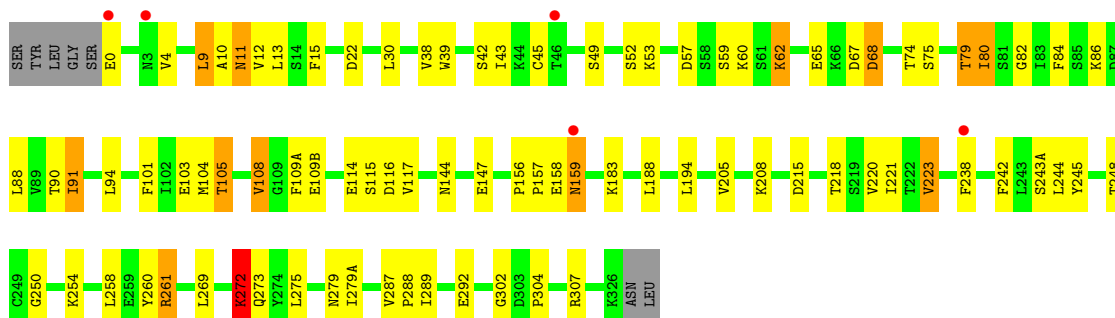 SER TYR LEU GLY SER E0 N3 V4 L9 A10 N11 V12 L13 S14 F15 D22 L30 V38 W39 S42 I43 K44 C45 T46 S49 S52 K53 D57 S58 S59 K60 S61 K62 E65 K66 D67 D68 T74 S75 T79 I80 S81 G82 I83 F84 S85 K86 D87
L88 V89 T90 I91 L94 F101 I102 E103 M104 T105 V108 G109 F109A E109B E114 S115 D116 V117 N144 E147 P156 P157 E158 N159 K183 L188 L194 V205 K208 D215 T218 S219 V220 I221 T222 V223 F238 F242 L243 S243A L244 Y245 T248
C249 G250 K254 L258 E259 Y260 R261 L269 K272 Q273 Y274 L275 N279 I279A V287 P288 I289 E292 G302 D303 P304 R307 K326 ASN LEU